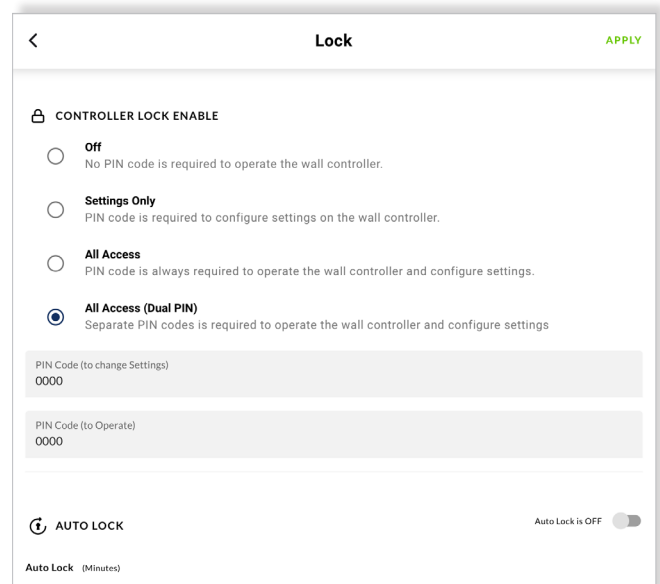 Lock
APPLY
CONTROLLER LOCK ENABLE
Off
No PIN code is required to operate the wall controller.
Settings Only
PIN code is required to configure settings on the wall controller.
All Access
PIN code is always required to operate the wall controller and configure settings.
All Access (Dual PIN)
Separate PIN codes is required to operate the wall controller and configure settings
PIN Code (to change Settings)
0000
PIN Code (to Operate)
0000
AUTO LOCK
Auto Lock is OFF
Auto Lock (Minutes)